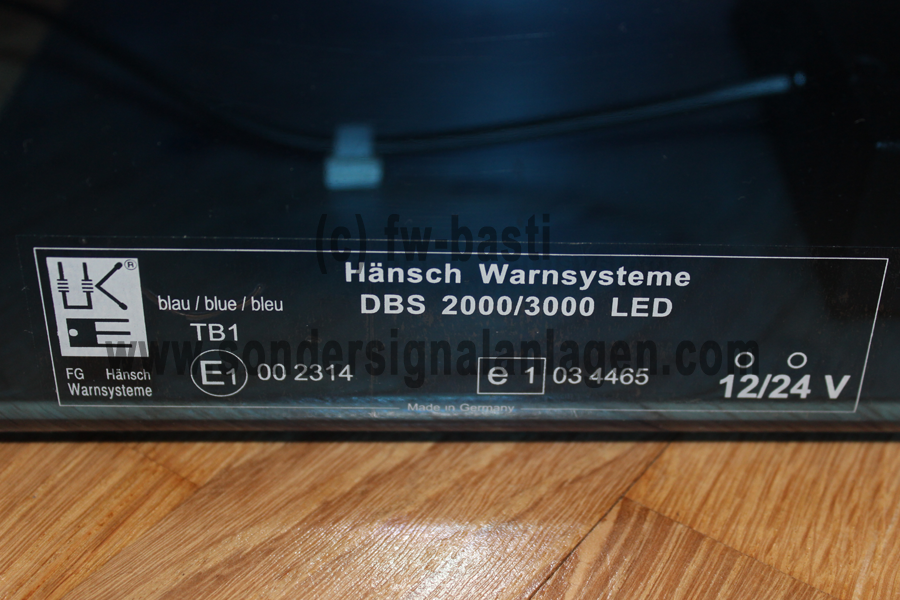 (c) fw-basti
Hänsch Warnsysteme
DBS 2000/3000 LED
®
blau / blue / bleu
TB1
www.sondersignalanlagen.com
FG Hänsch
Warnsysteme
E1 00 2314
e 1 03 4465
12/24 V
Made in Germany